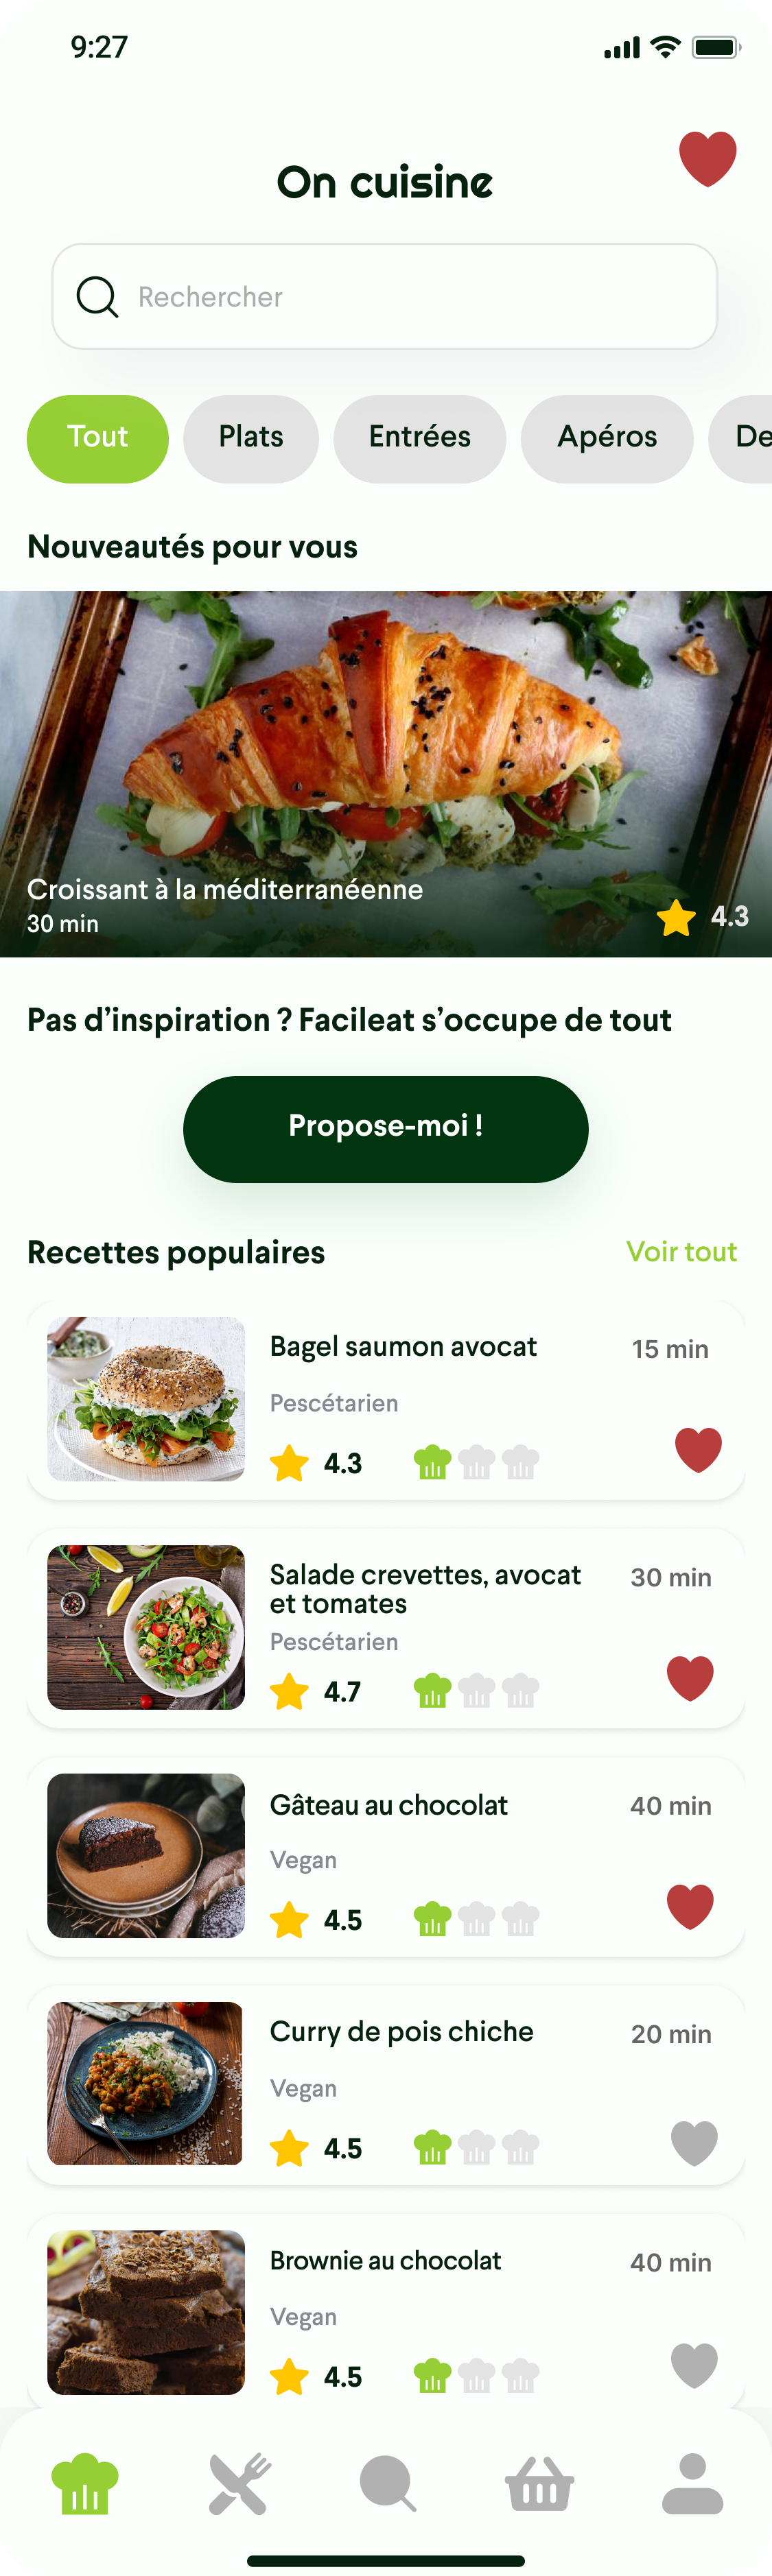 9:27
On cuisine
Rechercher
Tout
Plats
Entrées
Apéros
De
Nouveautés pour vous
Croissant à la méditerranéenne
30 min
4.3
Pas d’inspiration ? Facileat s’occupe de tout
Propose-moi !
Recettes populaires
Voir tout
Bagel saumon avocat
15 min
Pescétarien
4.3
Salade crevettes, avocat
et tomates
30 min
Pescétarien
4.7
Gâteau au chocolat
40 min
Vegan
4.5
Curry de pois chiche
20 min
Vegan
4.5
Brownie au chocolat
40 min
Vegan
4.5